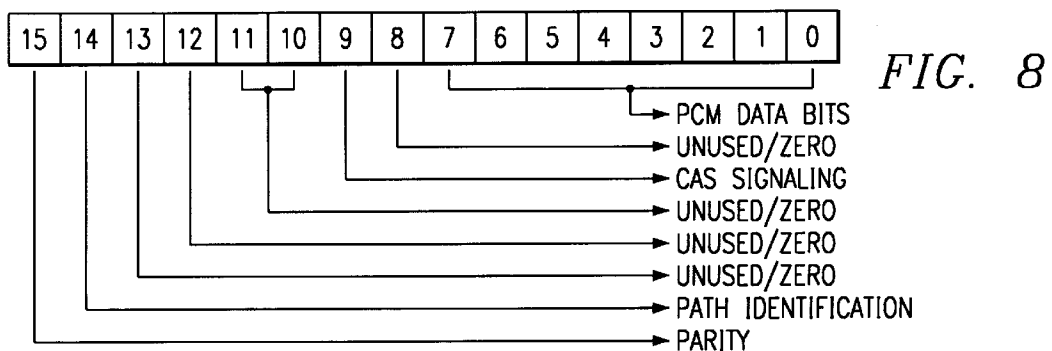 15 14 13 12 11 10 9 8 7 6 5 4 3 2 1 0
FIG. 8
PCM DATA BITS
UNUSED/ZERO
CAS SIGNALING
UNUSED/ZERO
UNUSED/ZERO
UNUSED/ZERO
PATH IDENTIFICATION
PARITY